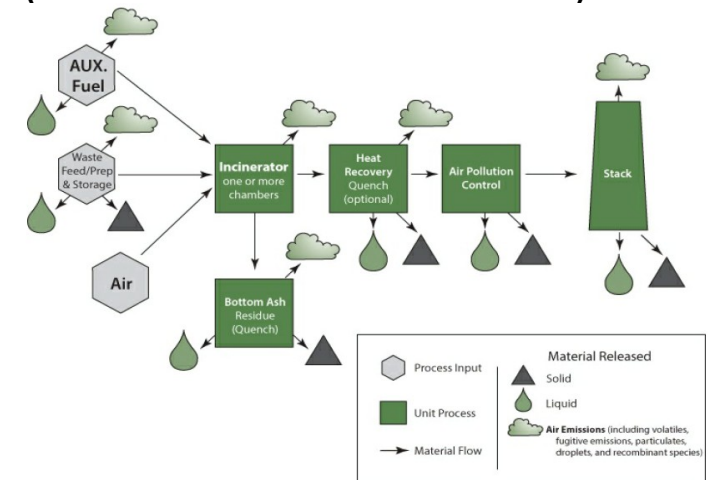 AUX.
Fuel
Waste
Feed/Prep
& Storage
Air
Incinerator
one or more
chambers
Heat
Recovery
Quench
(optional)
Air Pollution
Control
Stack
Bottom Ash
Residue
(Quench)
Process Input
Unit Process
Material Flow
Material Released
Solid
Liquid
Air Emissions (including volatiles,
fugitive emissions, particulates,
droplets, and recombinant species)